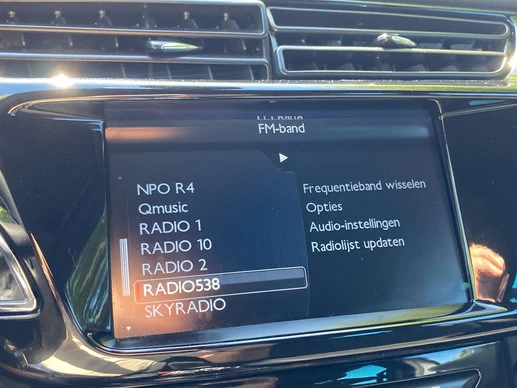 FM-band
NPO R4
Qmusic
RADIO 1
RADIO 10
RADIO 2
RADIO538
SKYRADIO
Frequentieband wisselen
Opties
Audio-instellingen
Radiolijst updaten